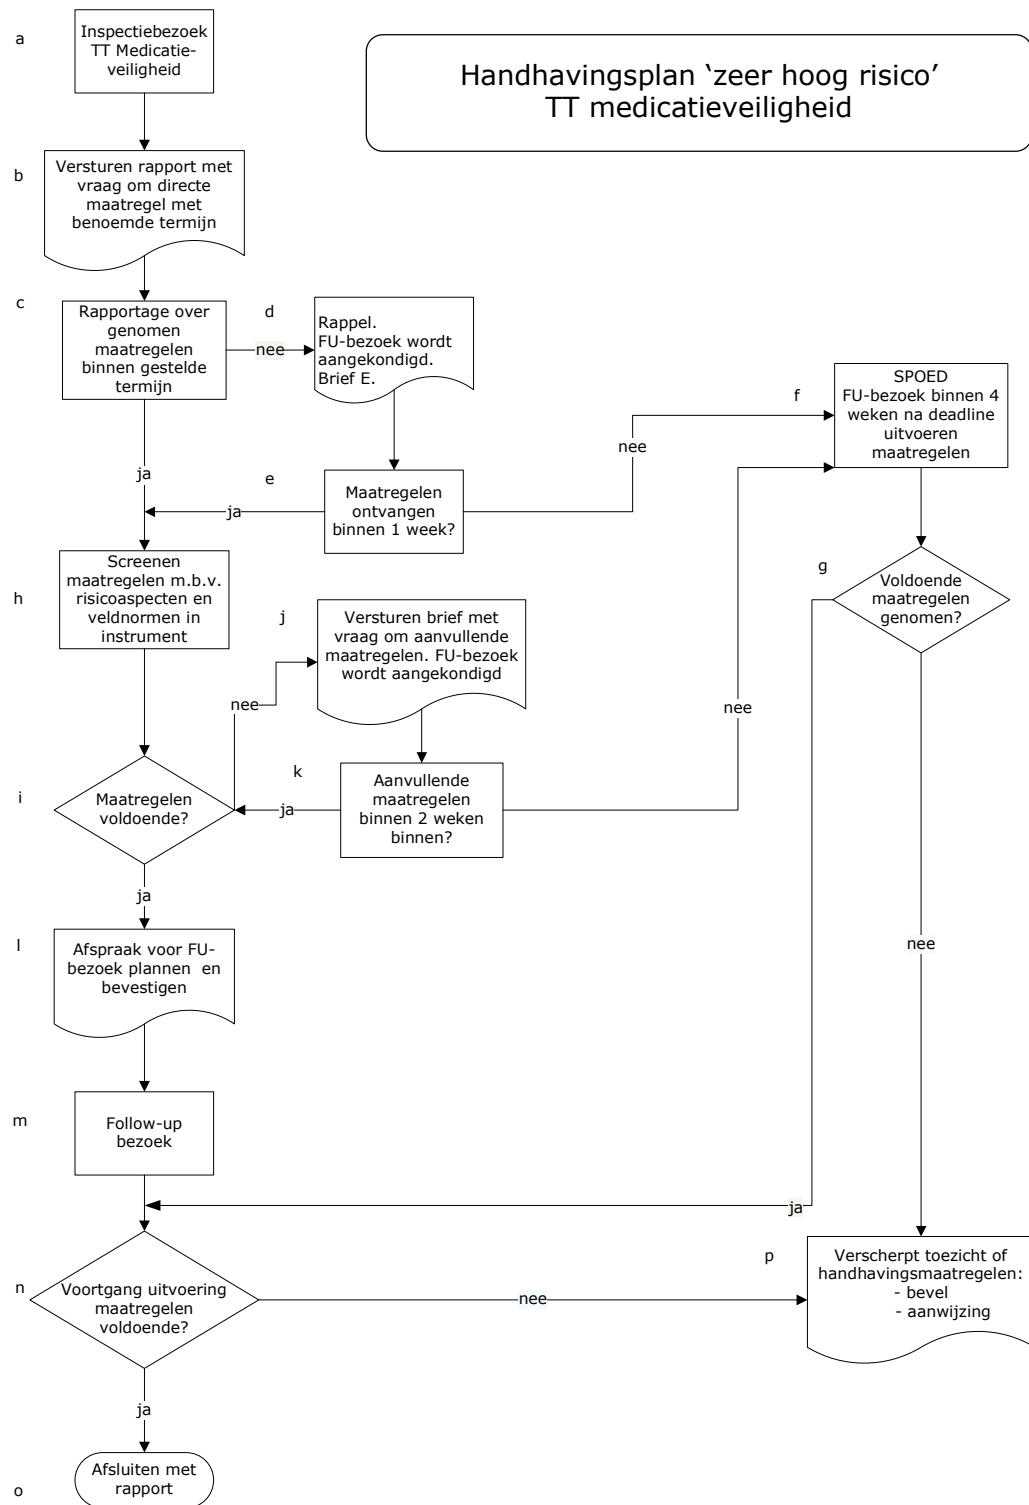 a
Inspectiebezoek
TT Medicatie-
veiligheid
Handhavingsplan ‘zeer hoog risico’
TT medicatieveiligheid
b
Versturen rapport met
vraag om directe
maatregel met
benoemde termijn
c
Rapportage over
genomen
maatregelen
binnen gestelde
termijn
nee
d
Rappel.
FU-bezoek wordt
aangekondigd.
Brief E.
ja
e
Maatregelen
ontvangen
binnen 1 week?
ja
nee
f
SPOED
FU-bezoek binnen 4
weken na deadline
uitvoeren
maatregelen
g
Voldoende
maatregelen
genomen?
h
Screenen
maatregelen m.b.v.
risicoaspecten en
veldnormen in
instrument
j
Versturen brief met
vraag om aanvullende
maatregelen. FU-bezoek
wordt aangekondigd
nee
nee
i
Maatregelen
voldoende?
k
ja
Aanvullende
maatregelen
binnen 2 weken
binnen?
ja
l
Afspraak voor FU-
bezoek plannen en
bevestigen
nee
m
Follow-up
bezoek
ja
n
Voortgang uitvoering
maatregelen
voldoende?
nee
p
Verscherpt toezicht of
handhavingsmaatregelen:
- bevel
- aanwijzing
ja
o
Afsluiten met
rapport